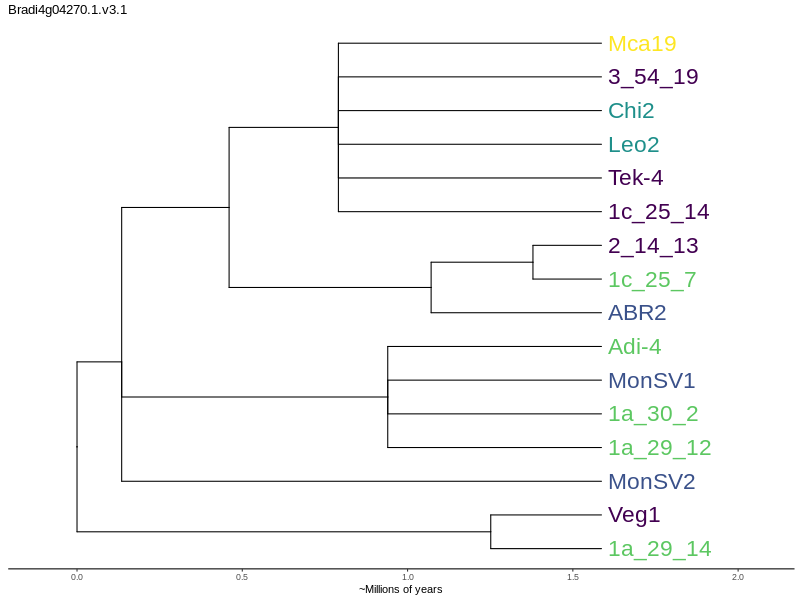 Bradi4g04270.1.v3.1
Mca19
3_54_19
Chi2
Leo2
Tek-4
1c_25_14
2_14_13
1c_25_7
ABR2
Adi-4
MonSV1
1a_30_2
1a_29_12
MonSV2
Veg1
1a_29_14
0.0 0.5 1.0 1.5 2.0
~Millions of years